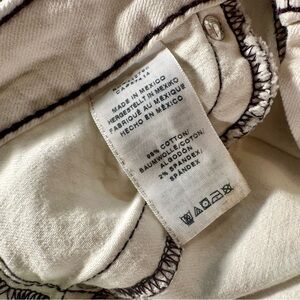 MADE IN MEXICO
HERGESTELLT IN MEXIKO
FABRIQUÉ AU MEXIQUE
HECHO EN MÉXICO
98% COTTON/
BAUMWOLLE/COTON/
ALGODÓN
2% SPANDEX/
SPANDEX